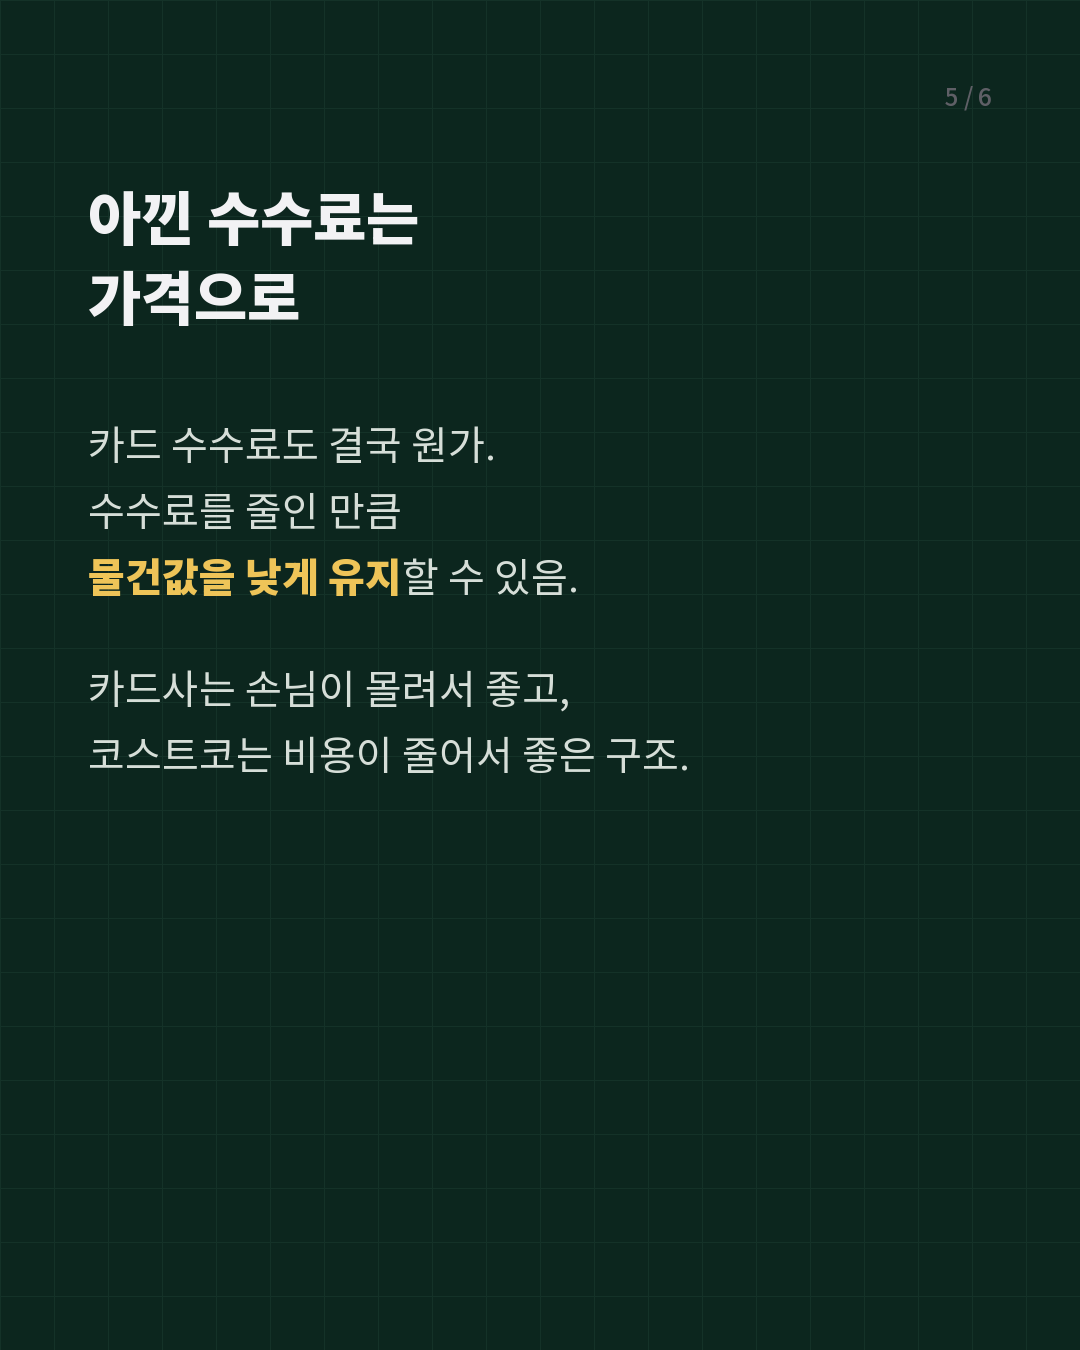 5 / 6
아낀 수수료는
가격으로
카드 수수료도 결국 원가.
수수료를 줄인 만큼
물건값을 낮게 유지할 수 있음.
카드사는 손님이 몰려서 좋고,
코스트코는 비용이 줄어서 좋은 구조.